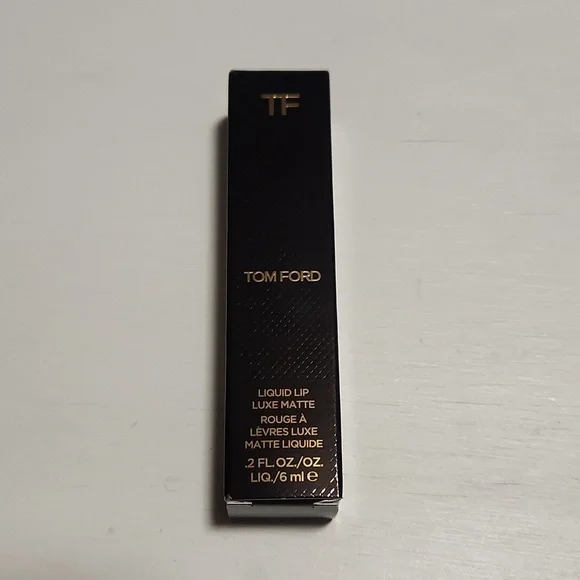 TF
TOM FORD
LIQUID LIP
LUXE MATTE
ROUGE À
LÈVRES LUXE
MATTE LIQUIDE
.2 FL.OZ./OZ.
LIQ./6 ml ℮